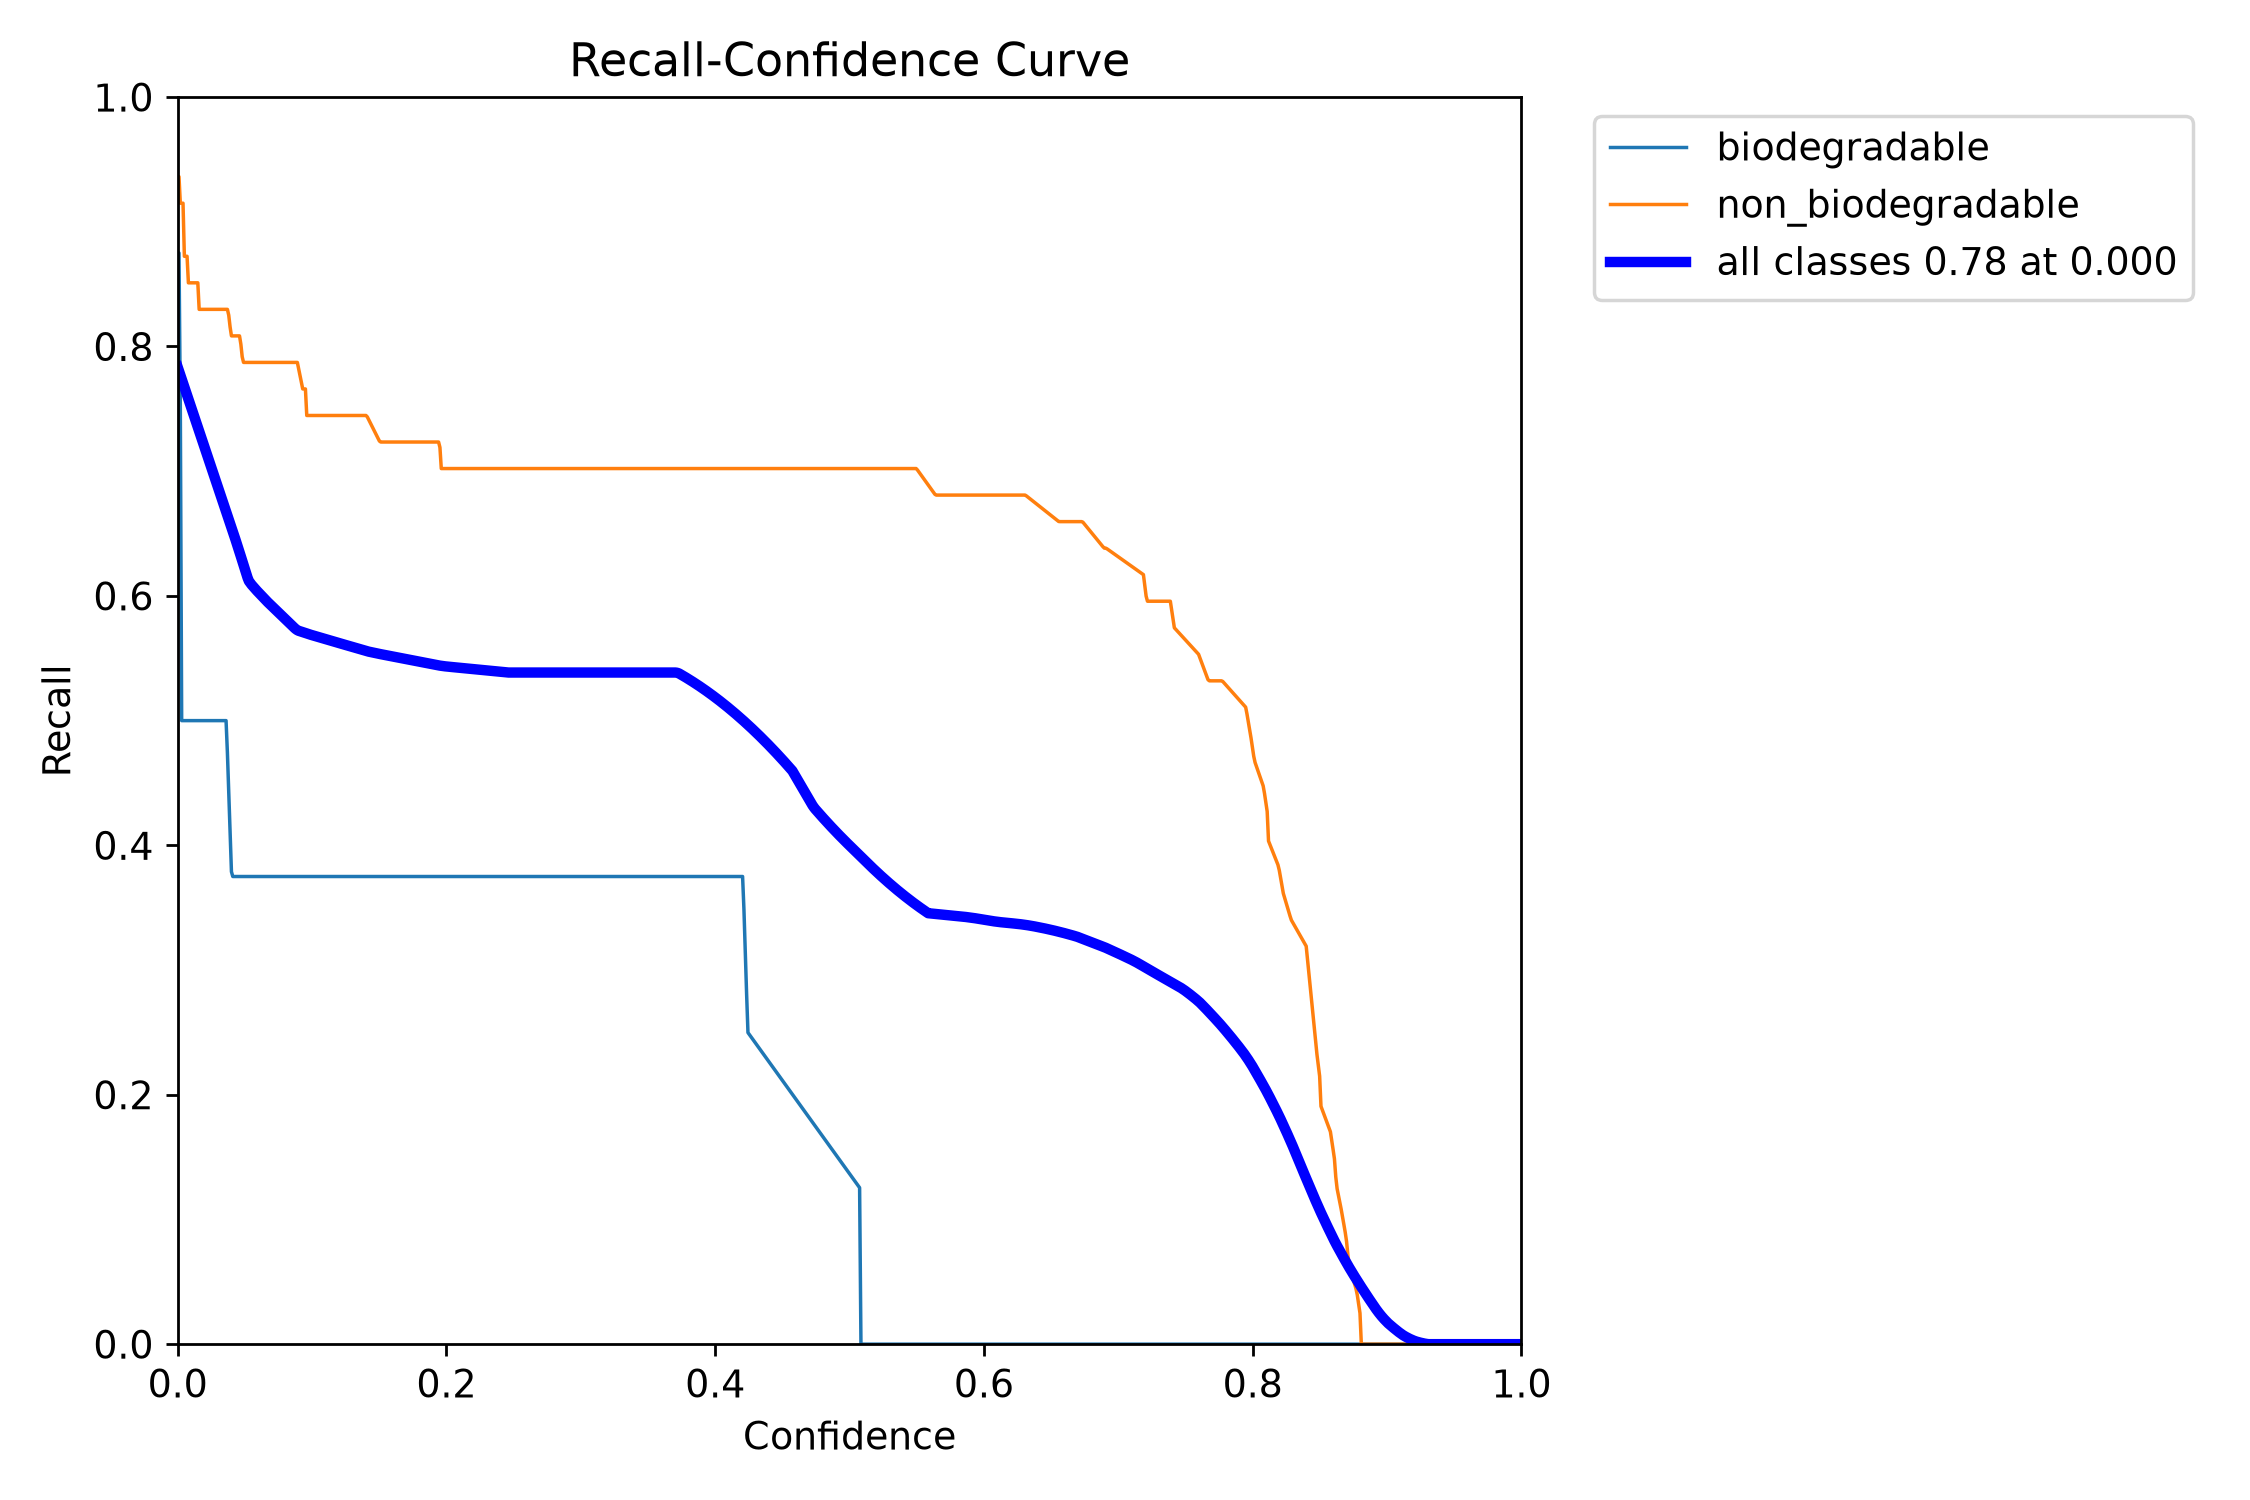 Recall-Confidence Curve
1.0
0.8
0.6
0.4
0.2
0.0
Recall
0.0 0.2 0.4 0.6 0.8 1.0
Confidence
biodegradable
non_biodegradable
all classes 0.78 at 0.000